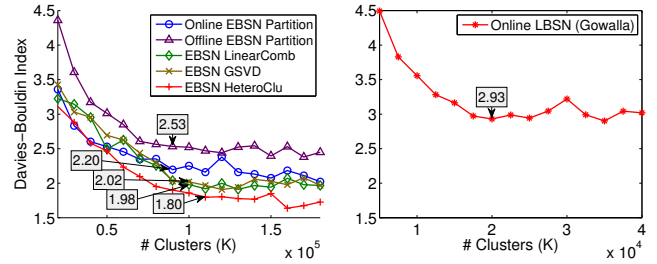 Davies−Bouldin Index
4.5
4
3.5
3
2.5
2
1.5
Online EBSN Partition
Offline EBSN Partition
EBSN LinearComb
EBSN GSVD
EBSN HeteroClu
2.53
2.20
2.02
1.98
1.80
0.5 1 1.5
# Clusters (K)
x 10^5
4.5
4
3.5
3
2.5
2
1.5
Online LBSN (Gowalla)
2.93
1 2 3 4
# Clusters (K)
x 10^4